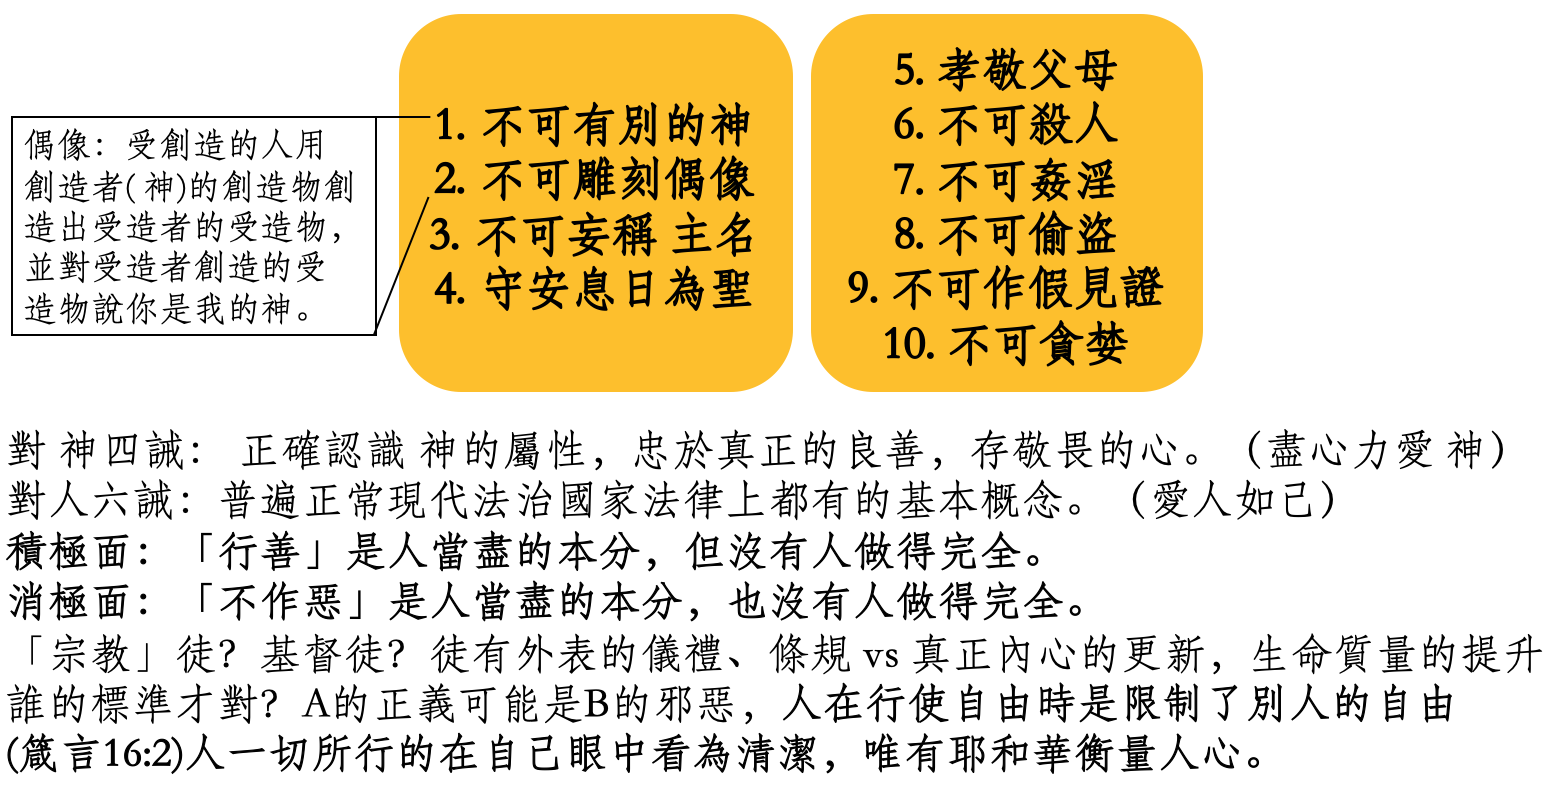 偶像：受創造的人用
創造者( 神)的創造物創
造出受造者的受造物，
並對受造者創造的受
造物說你是我的神。
1. 不可有別的神
2. 不可雕刻偶像
3. 不可妄稱 主名
4. 守安息日為聖
5. 孝敬父母
6. 不可殺人
7. 不可姦淫
8. 不可偷盜
9. 不可作假見證
10. 不可貪婪
對 神四誡： 正確認識 神的屬性，忠於真正的良善，存敬畏的心。（盡心力愛 神）
對人六誡：普遍正常現代法治國家法律上都有的基本概念。（愛人如己）
積極面：「行善」是人當盡的本分，但沒有人做得完全。
消極面：「不作惡」是人當盡的本分，也沒有人做得完全。
「宗教」徒？基督徒？徒有外表的儀禮、條規 vs 真正內心的更新，生命質量的提升
誰的標準才對？A的正義可能是B的邪惡，人在行使自由時是限制了別人的自由
(箴言16:2)人一切所行的在自己眼中看為清潔，唯有耶和華衡量人心。